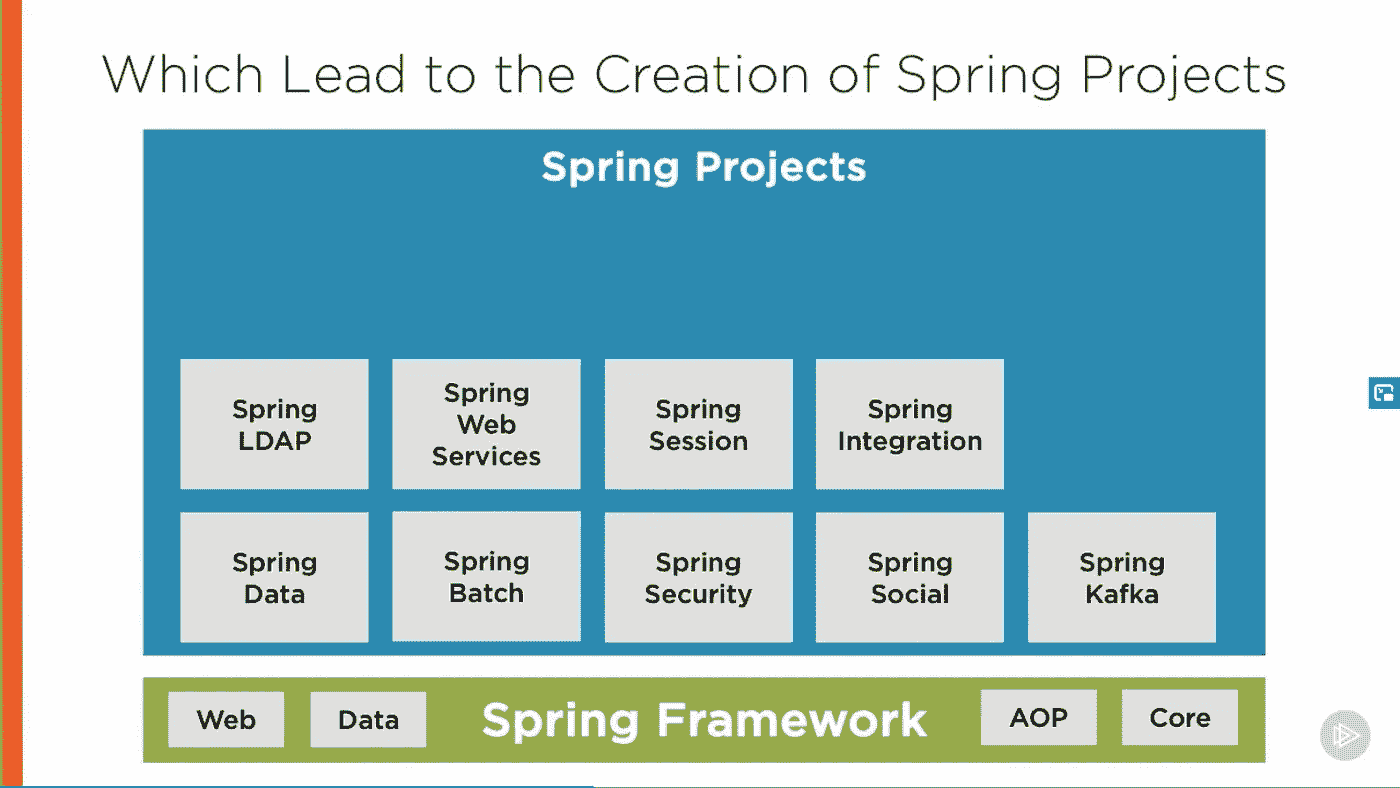 Which Lead to the Creation of Spring Projects
Spring Projects
Spring
LDAP
Spring
Web
Services
Spring
Session
Spring
Integration
Spring
Data
Spring
Batch
Spring
Security
Spring
Social
Spring
Kafka
Web
Data
Spring Framework
AOP
Core